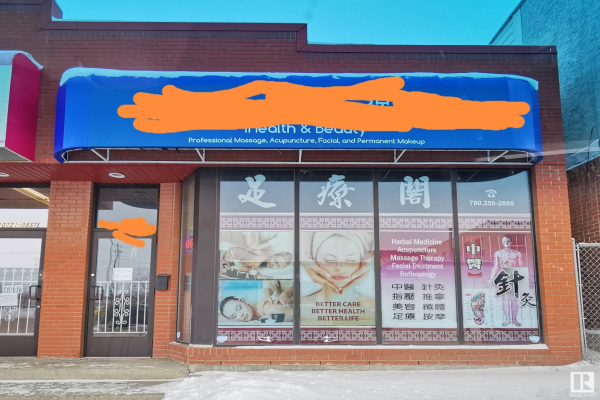 iHealth & Beauty
Professional Massage, Acupuncture, Facial, and Permanent Makeup
足 療 閣
780.250-2888
Herbal Medicine
Acupuncture
Massage Therapy
Facial Treatment
Reflexology
中醫 針灸
指壓 推拿
美容 纖體
足療 按摩
BETTER CARE
BETTER HEALTH
BETTER LIFE
中醫
針灸